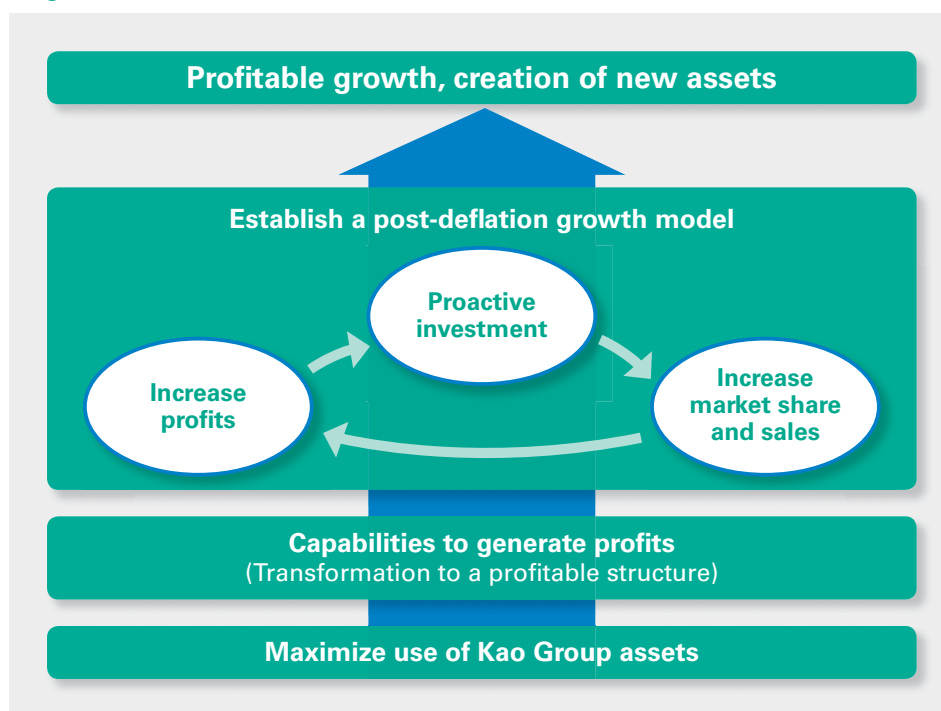 Profitable growth, creation of new assets
Establish a post-deflation growth model
Proactive
investment
Increase
profits
Increase
market share
and sales
Capabilities to generate profits
(Transformation to a profitable structure)
Maximize use of Kao Group assets